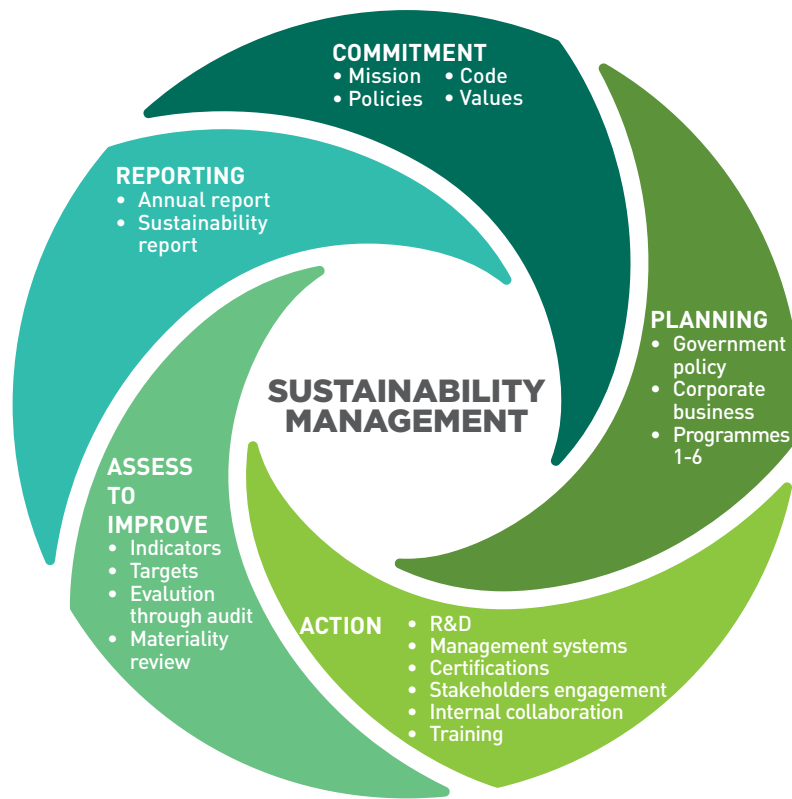 COMMITMENT
• Mission • Code
• Policies • Values
PLANNING
• Government
policy
• Corporate
business
• Programmes
1-6
ACTION
• R&D
• Management systems
• Certifications
• Stakeholders engagement
• Internal collaboration
• Training
ASSESS
TO
IMPROVE
• Indicators
• Targets
• Evalution
through audit
• Materiality
review
REPORTING
• Annual report
• Sustainability
report
SUSTAINABILITY
MANAGEMENT